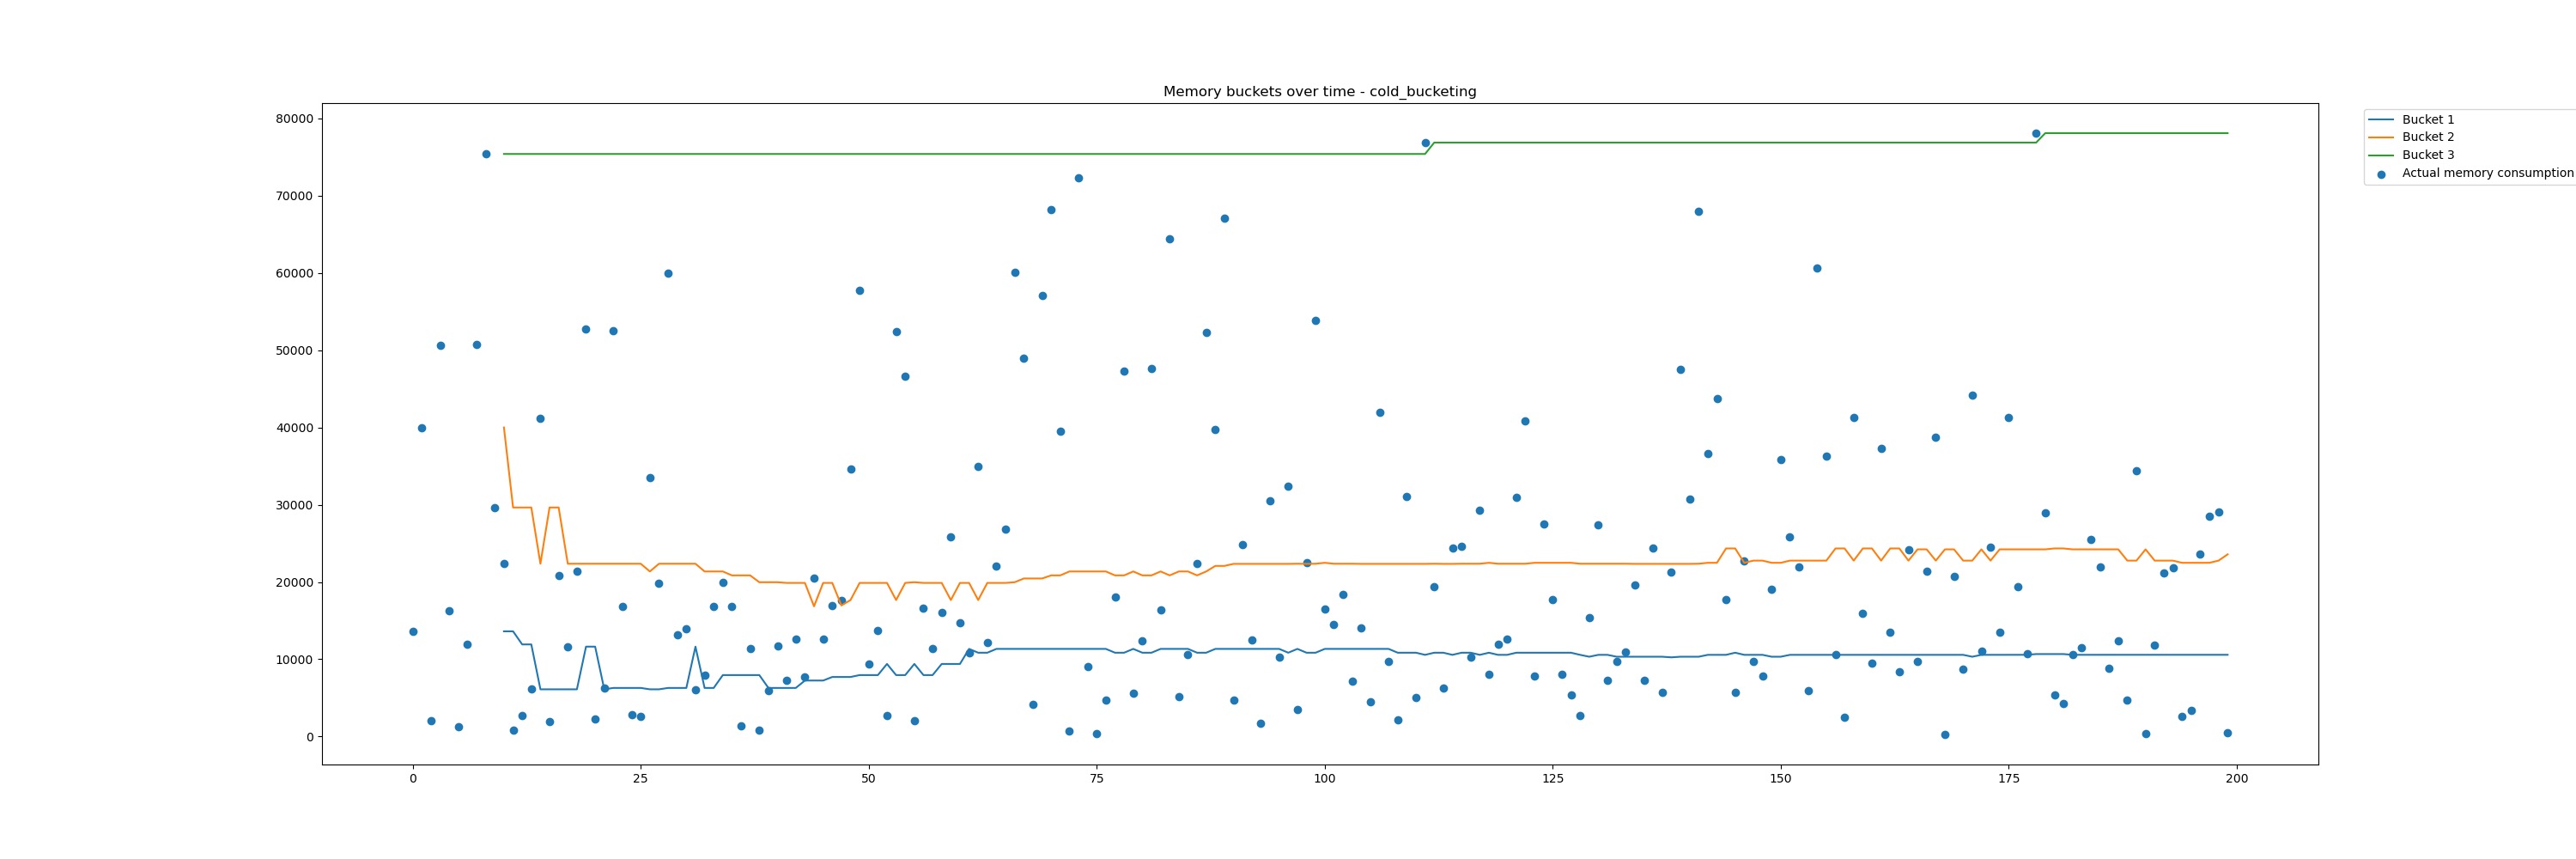 Memory buckets over time - cold_bucketing
80000
70000
60000
50000
40000
30000
20000
10000
0
0 25 50 75 100 125 150 175 200
Bucket 1
Bucket 2
Bucket 3
Actual memory consumption